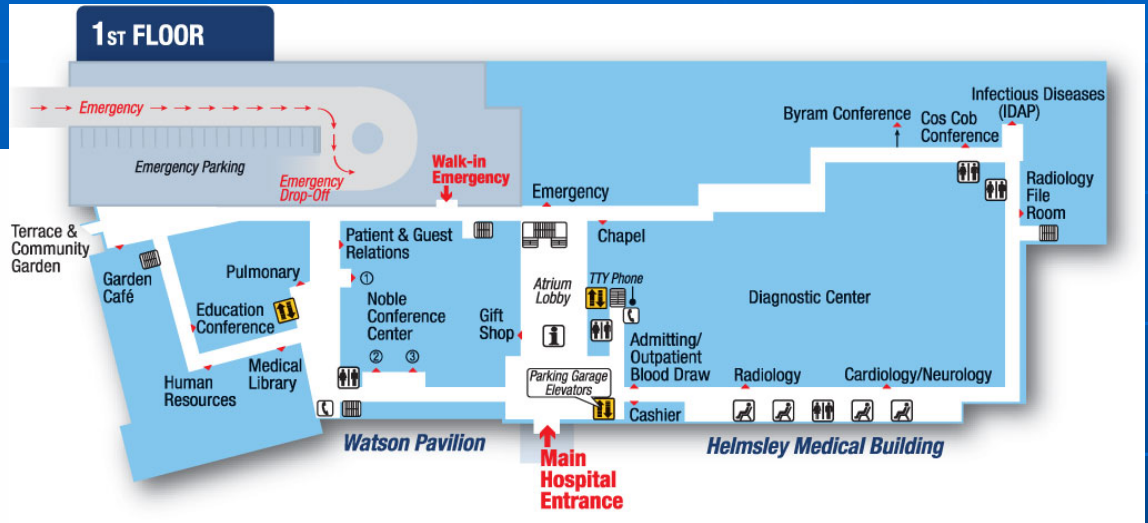 1ST FLOOR
Emergency
Emergency Parking
Emergency
Drop-Off
Walk-in
Emergency
Emergency
Byram Conference
Cos Cob
Conference
Infectious Diseases
(IDAP)
Radiology
File
Room
Terrace &
Community
Garden
Garden
Café
Pulmonary
Education
Conference
Human
Resources
Medical
Library
Patient & Guest
Relations
1
Noble
Conference
Center
2
3
Gift
Shop
Atrium
Lobby
i
TTY Phone
Chapel
Diagnostic Center
Admitting/
Outpatient
Blood Draw
Radiology
Cardiology/Neurology
Parking Garage
Elevators
Cashier
Watson Pavilion
Main
Hospital
Entrance
Helmsley Medical Building